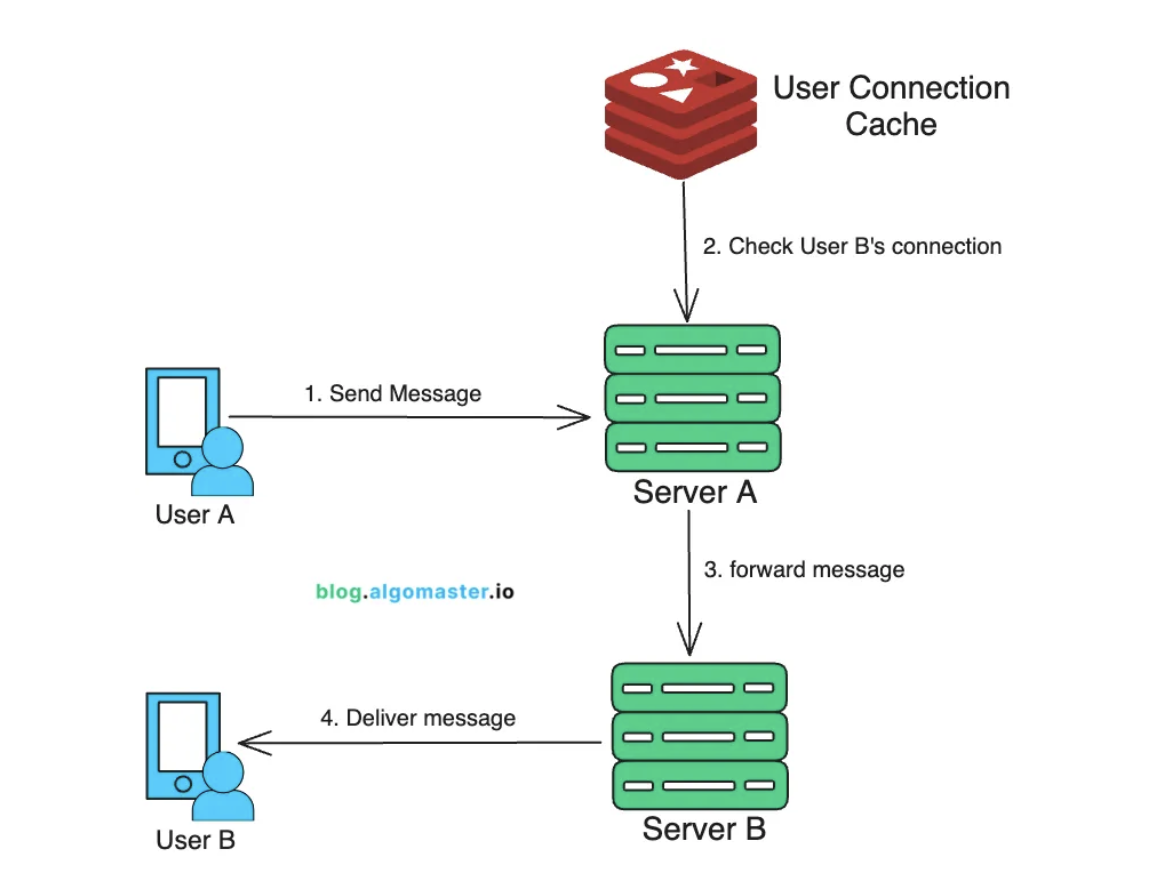 User Connection
Cache
2. Check User B's connection
1. Send Message
User A
Server A
3. forward message
blog.algomaster.io
4. Deliver message
User B
Server B